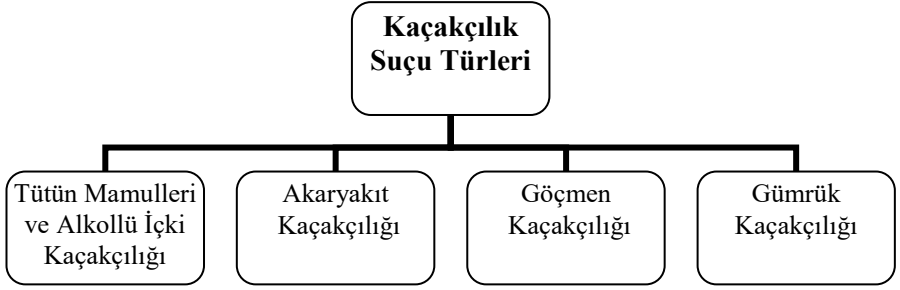 Kaçakçılık
Suçu Türleri
Tütün Mamulleri
ve Alkollü İçki
Kaçakçılığı
Akaryakıt
Kaçakçılığı
Göçmen
Kaçakçılığı
Gümrük
Kaçakçılığı